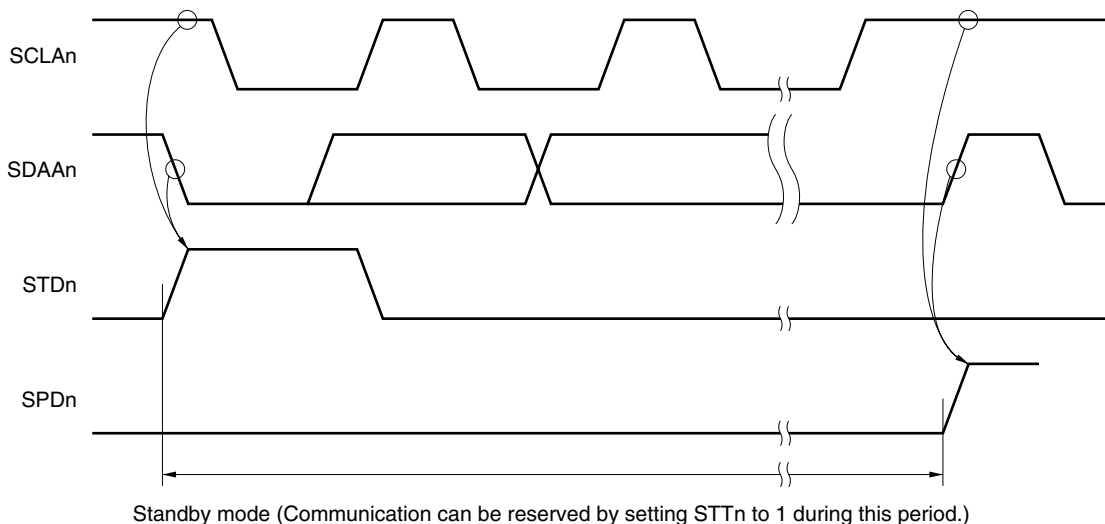 SCLAn
SDAAn
STDn
SPDn
Standby mode (Communication can be reserved by setting STTn to 1 during this period.)